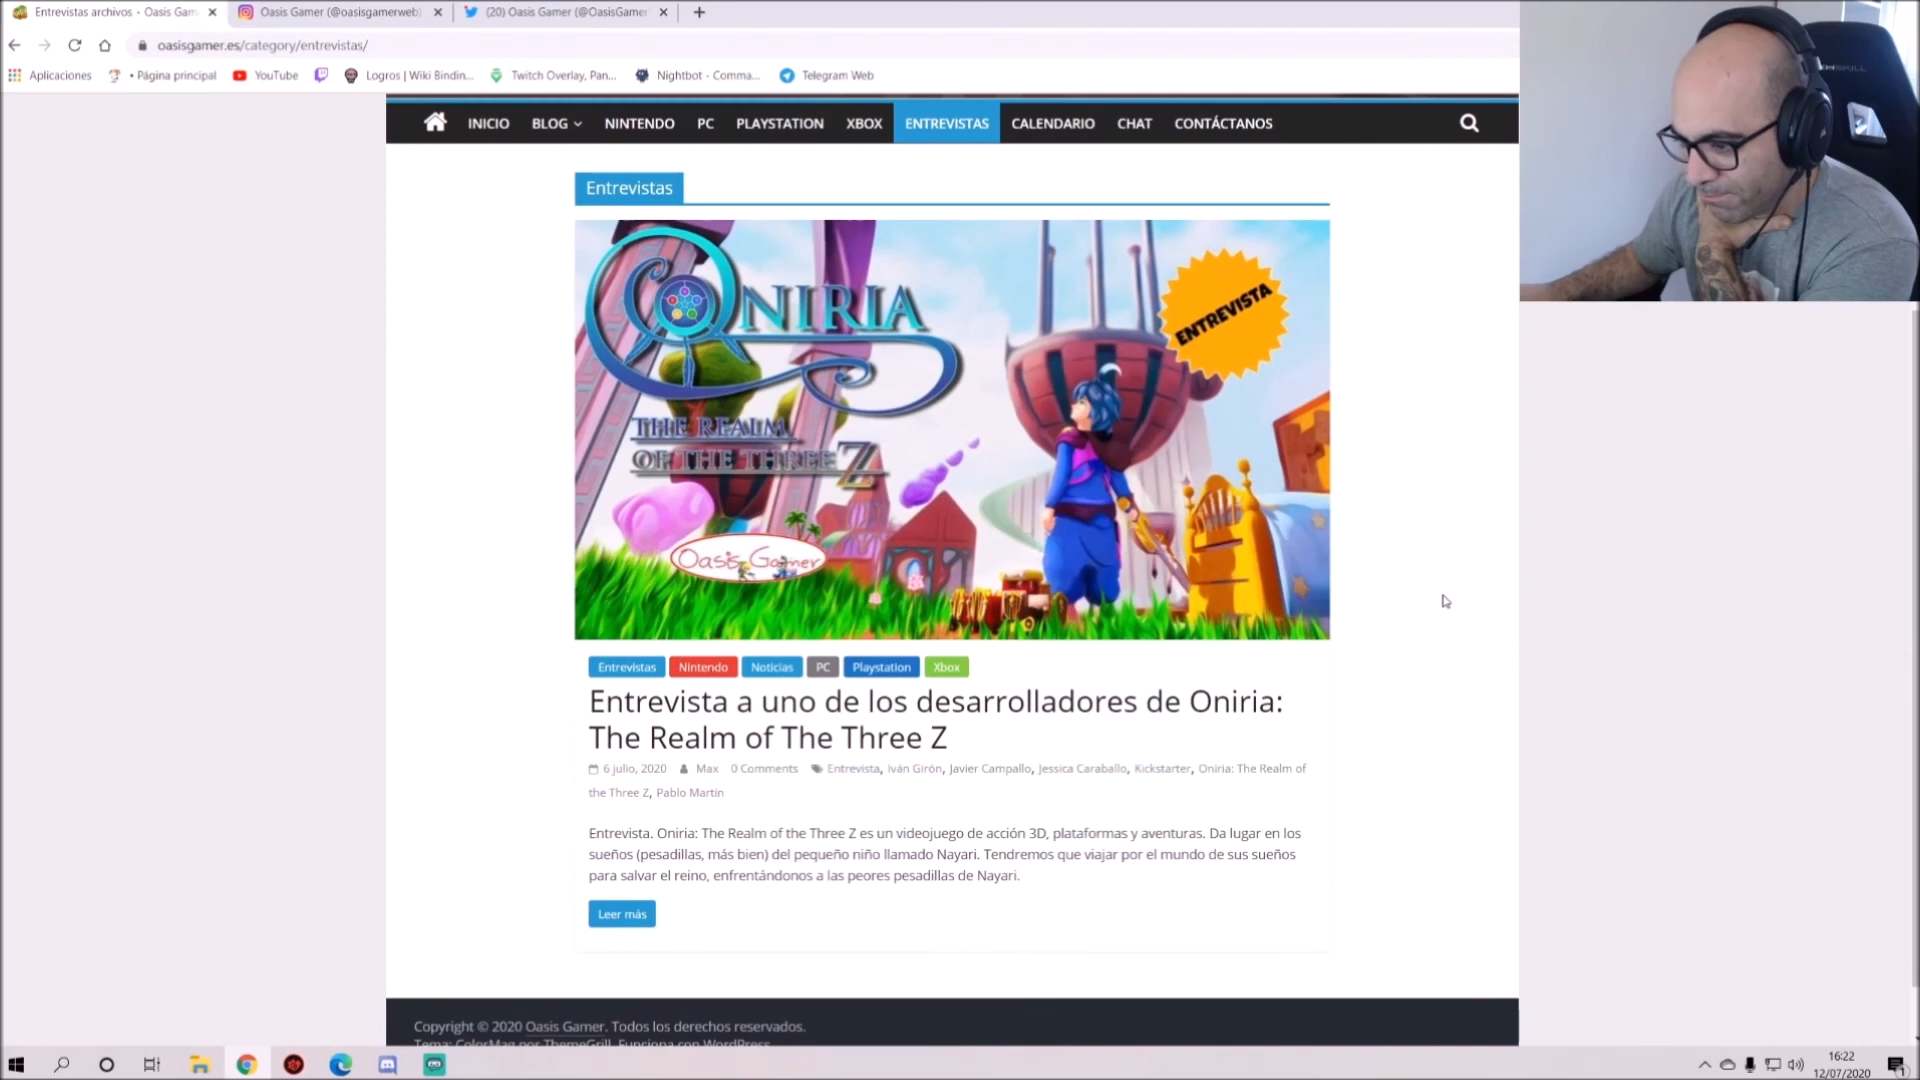 Entrevistas archivos • Oasis Gam
Oasis Gamer (@oasisgamerweb)
(20) Oasis Gamer (@OasisGamer
oasisgamer.es/category/entrevistas/
Aplicaciones
• Página principal
YouTube
Logros | Wiki Bindin...
Twitch Overlay, Pan...
Nightbot - Comma...
Telegram Web
INICIO BLOG NINTENDO PC PLAYSTATION XBOX ENTREVISTAS CALENDARIO CHAT CONTÁCTANOS
Entrevistas
ONIRIA
THE REALM
OF THE THREE Z
ENTREVISTA
Oasis Gamer
Entrevistas Nintendo Noticias PC Playstation Xbox
Entrevista a uno de los desarrolladores de Oniria:
The Realm of The Three Z
6 julio, 2020 Max 0 Comments Entrevista, Iván Girón, Javier Campallo, Jessica Caraballo, Kickstarter, Oniria: The Realm of
the Three Z, Pablo Martín
Entrevista. Oniria: The Realm of the Three Z es un videojuego de acción 3D, plataformas y aventuras. Da lugar en los
sueños (pesadillas, más bien) del pequeño niño llamado Nayari. Tendremos que viajar por el mundo de sus sueños
para salvar el reino, enfrentándonos a las peores pesadillas de Nayari.
Leer más
Copyright © 2020 Oasis Gamer. Todos los derechos reservados.
Tema: ColorMag por ThemeGrill. Funciona con WordPress.
16:22
12/07/2020